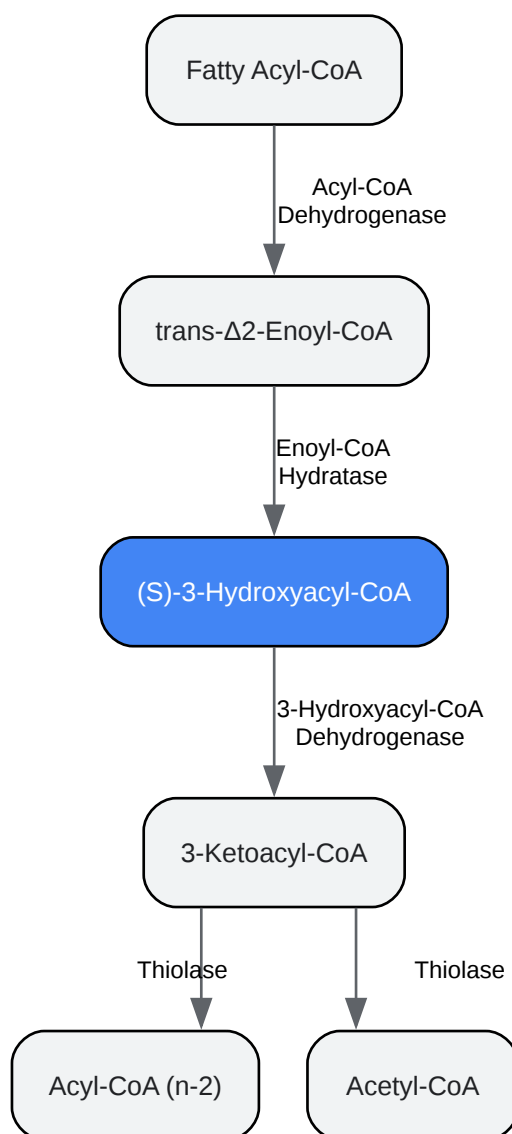 Fatty Acyl-CoA
Acyl-CoA
Dehydrogenase
trans-Δ2-Enoyl-CoA
Enoyl-CoA
Hydratase
(S)-3-Hydroxyacyl-CoA
3-Hydroxyacyl-CoA
Dehydrogenase
3-Ketoacyl-CoA
Thiolase
Thiolase
Acyl-CoA (n-2)
Acetyl-CoA